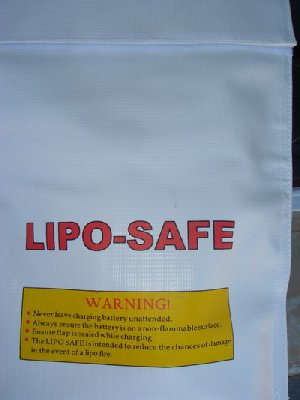 LIPO-SAFE
WARNING!
• Never leave charging battery unattended.
• Always ensure the battery is on a non-flammable surface.
• Ensure flap is sealed while charging.
• The LIPO SAFE is intended to reduce the chances of damage
in the event of a lipo fire.